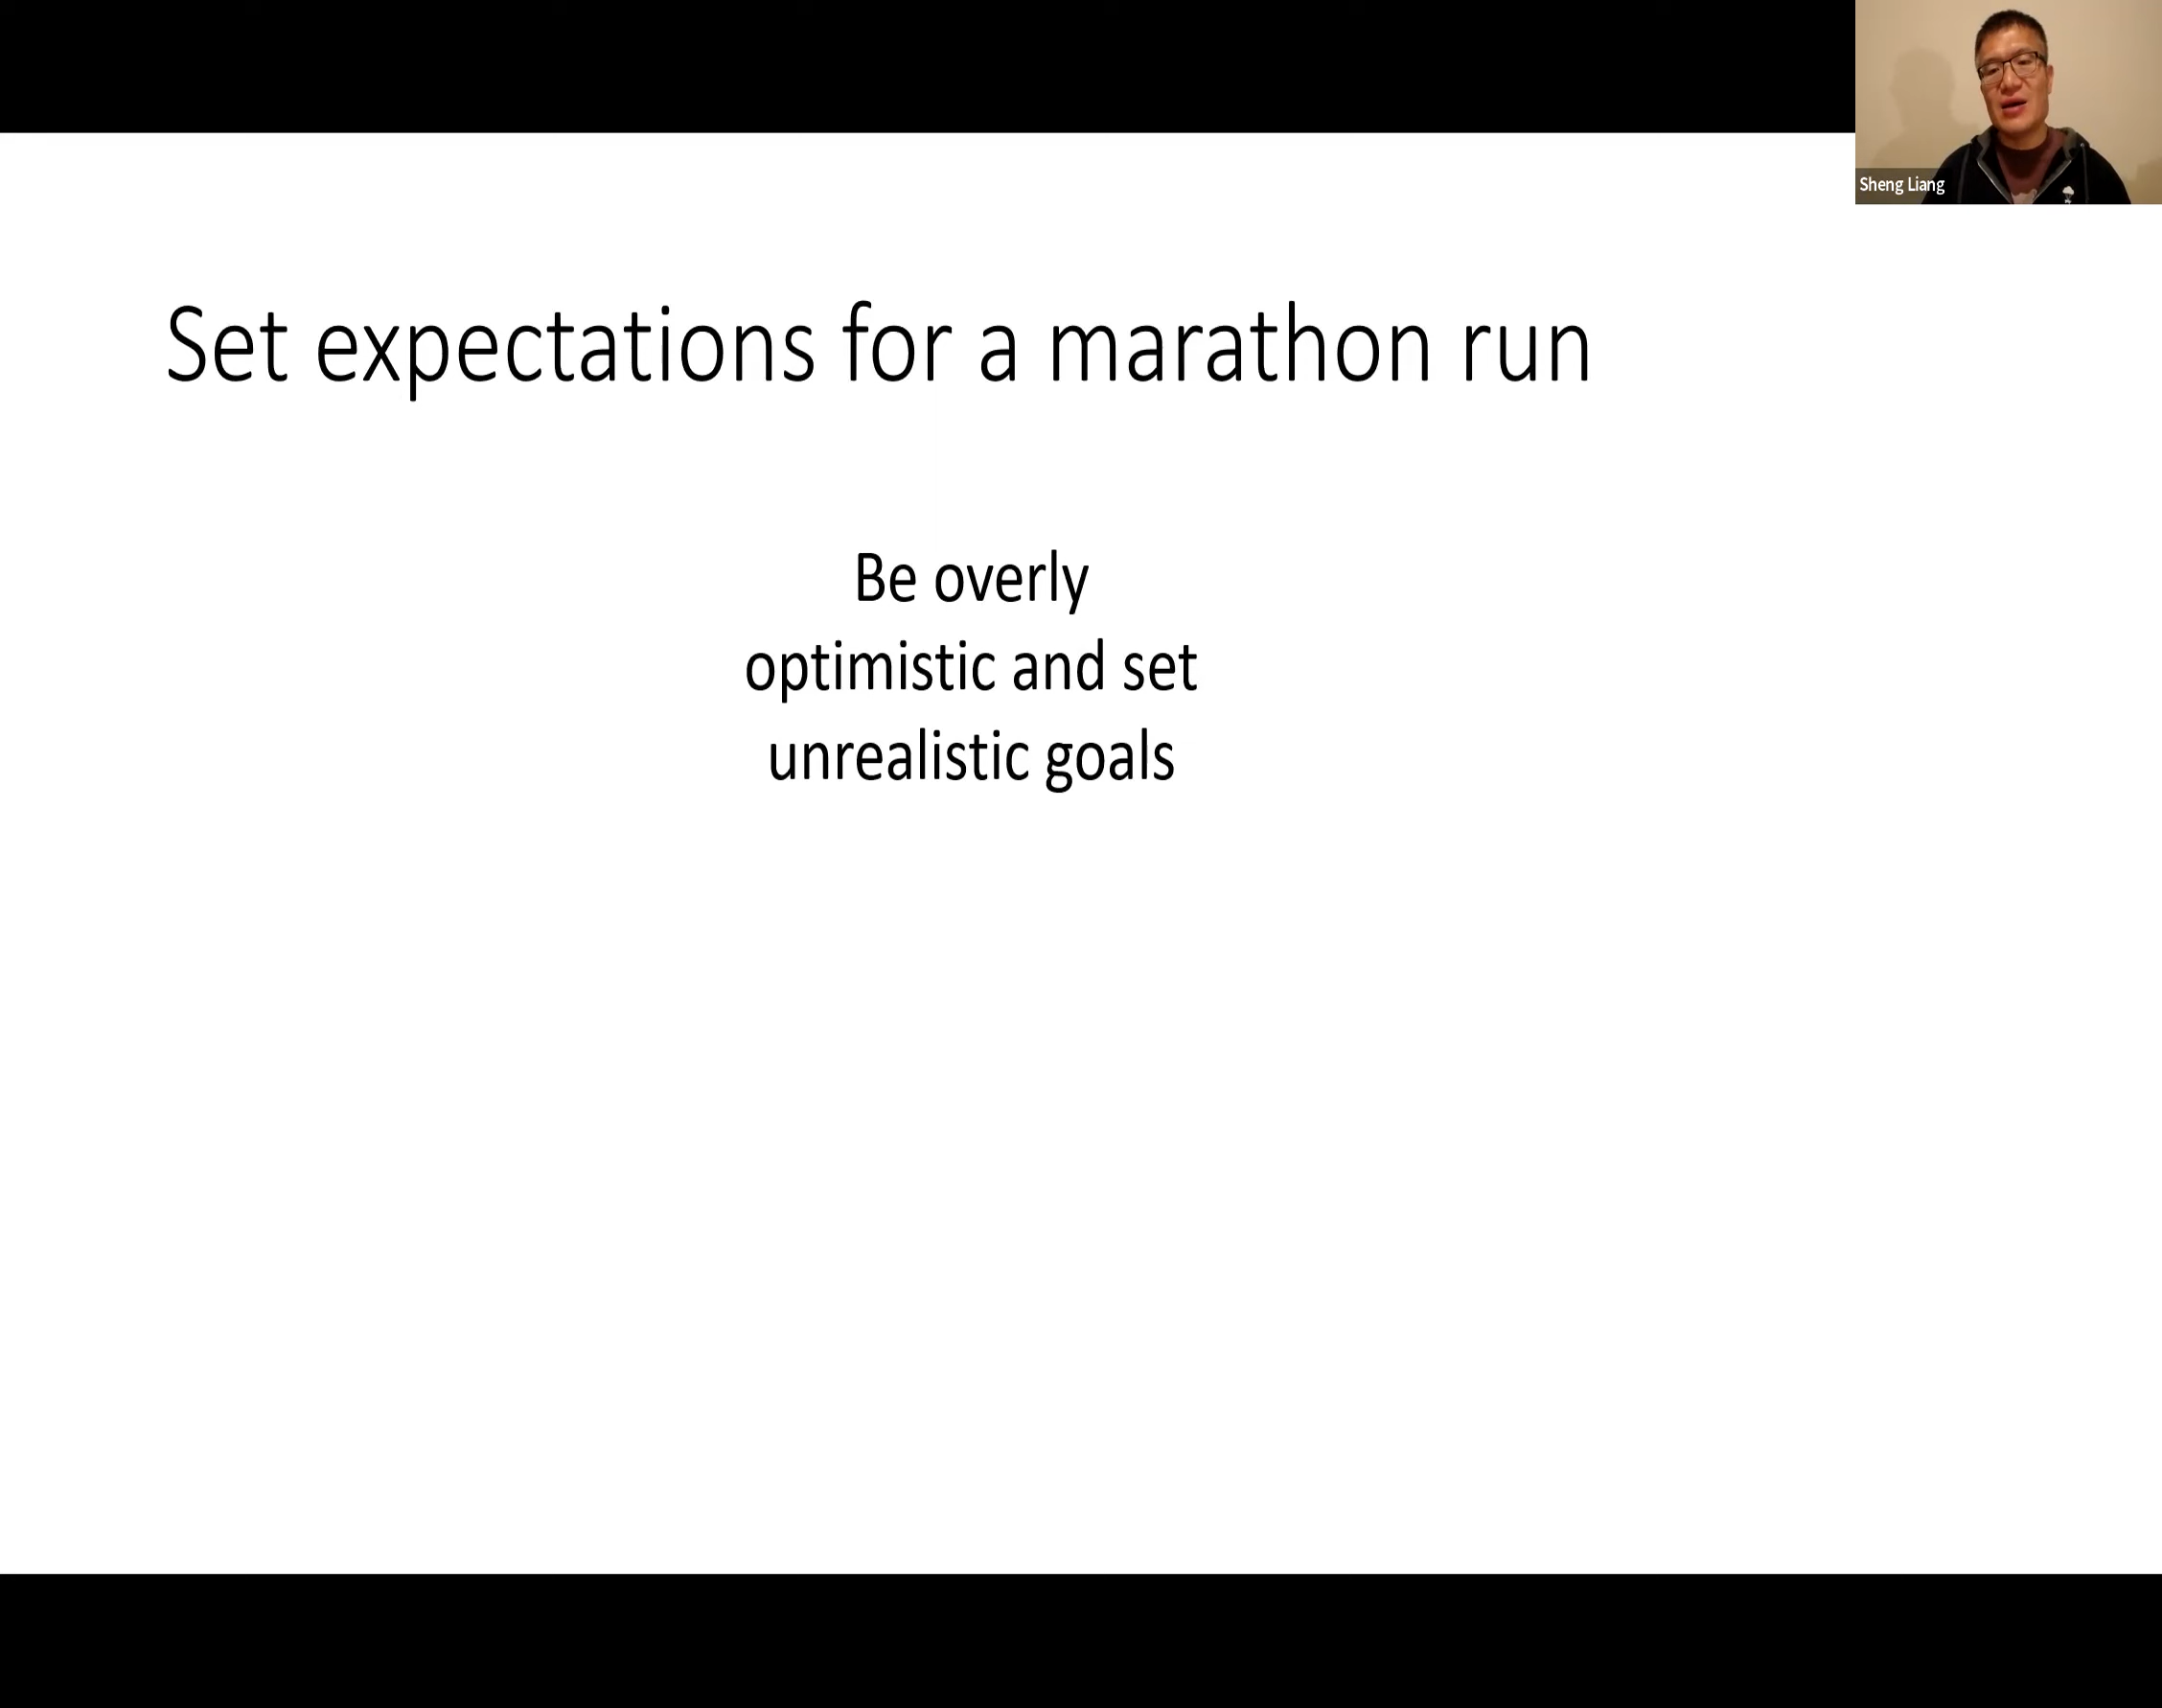 Sheng Liang
Set expectations for a marathon run
Be overly
optimistic and set
unrealistic goals